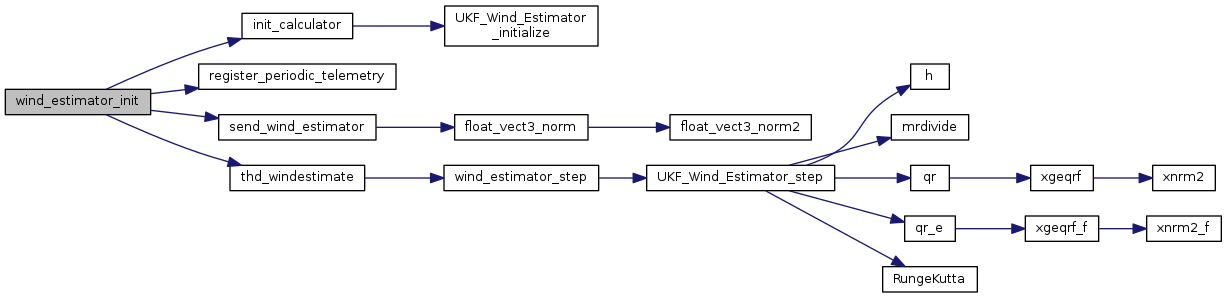 wind_estimator_init
init_calculator
UKF_Wind_Estimator
_initialize
register_periodic_telemetry
send_wind_estimator
float_vect3_norm
float_vect3_norm2
thd_windestimate
wind_estimator_step
UKF_Wind_Estimator_step
h
mrdivide
qr
xgeqrf
xnrm2
qr_e
xgeqrf_f
xnrm2_f
RungeKutta